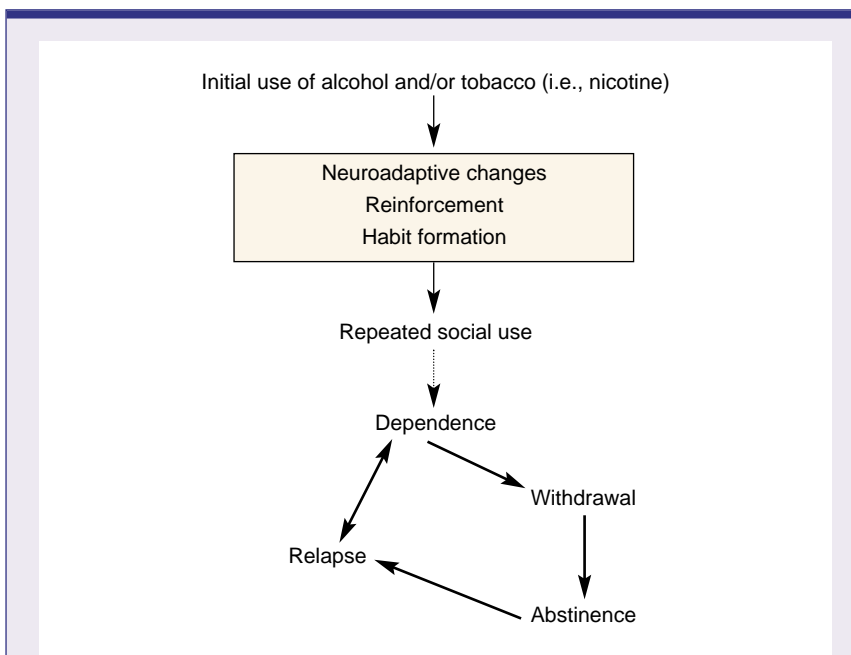 Initial use of alcohol and/or tobacco (i.e., nicotine)
Neuroadaptive changes
Reinforcement
Habit formation
Repeated social use
Dependence
Withdrawal
Relapse
Abstinence